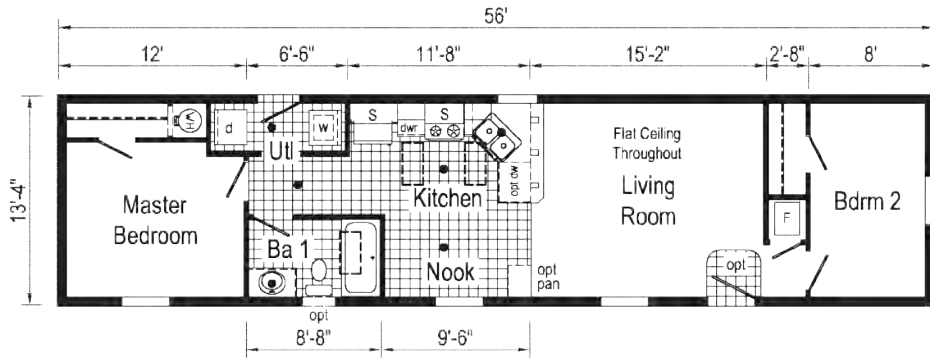 56'
12'
6'-6"
11'-8"
15'-2"
2'-8"
8'
13'-4"
WH
d
W
S
dwr
S
Utl
opt dw
Flat Ceiling
Throughout
Kitchen
Living
Room
Master
Bedroom
Bdrm 2
F
Ba 1
Nook
opt
pan
opt
opt
8'-8"
9'-6"